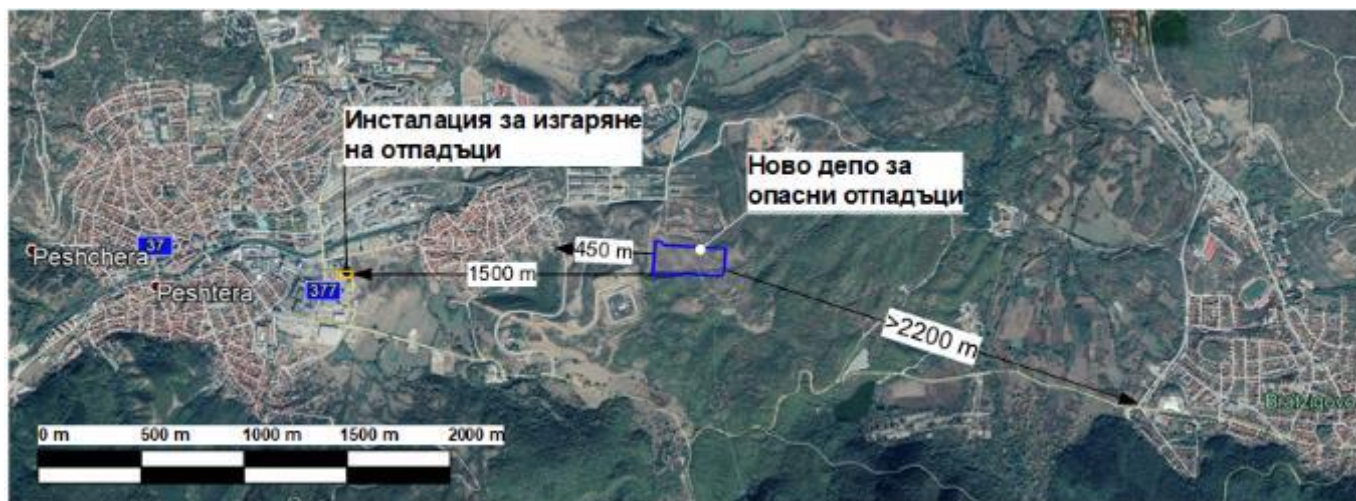 Инсталация за изгаряне
на отпадъци
Ново депо за
опасни отпадъци
37
Peshchera
450 m
1500 m
Peshtera
377
>2200 m
0 m 500 m 1000 m 1500 m 2000 m